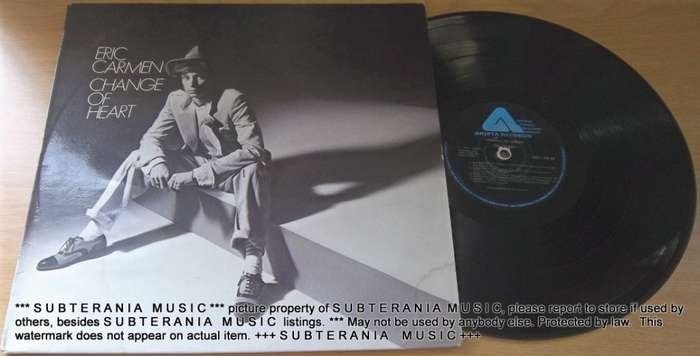 ERIC
CARMEN
CHANGE
OF
HEART
ARISTA RECORDS
*** S U B T E R A N I A   M U S I C *** picture property of S U B T E R A N I A M U S I C, please report to store if used by
others, besides S U B T E R A N I A   M U S I C listings. *** May not be used by anybody else. Protected by law.  This
watermark does not appear on actual item. +++ S U B T E R A N I A   M U S I C +++